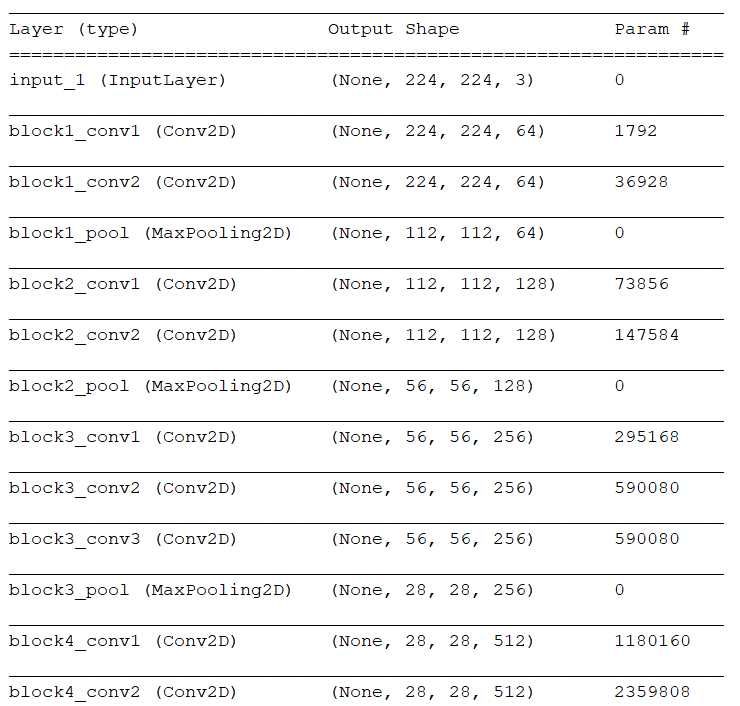 Layer (type) Output Shape Param #
=================================================================
input_1 (InputLayer) (None, 224, 224, 3) 0
block1_conv1 (Conv2D) (None, 224, 224, 64) 1792
block1_conv2 (Conv2D) (None, 224, 224, 64) 36928
block1_pool (MaxPooling2D) (None, 112, 112, 64) 0
block2_conv1 (Conv2D) (None, 112, 112, 128) 73856
block2_conv2 (Conv2D) (None, 112, 112, 128) 147584
block2_pool (MaxPooling2D) (None, 56, 56, 128) 0
block3_conv1 (Conv2D) (None, 56, 56, 256) 295168
block3_conv2 (Conv2D) (None, 56, 56, 256) 590080
block3_conv3 (Conv2D) (None, 56, 56, 256) 590080
block3_pool (MaxPooling2D) (None, 28, 28, 256) 0
block4_conv1 (Conv2D) (None, 28, 28, 512) 1180160
block4_conv2 (Conv2D) (None, 28, 28, 512) 2359808